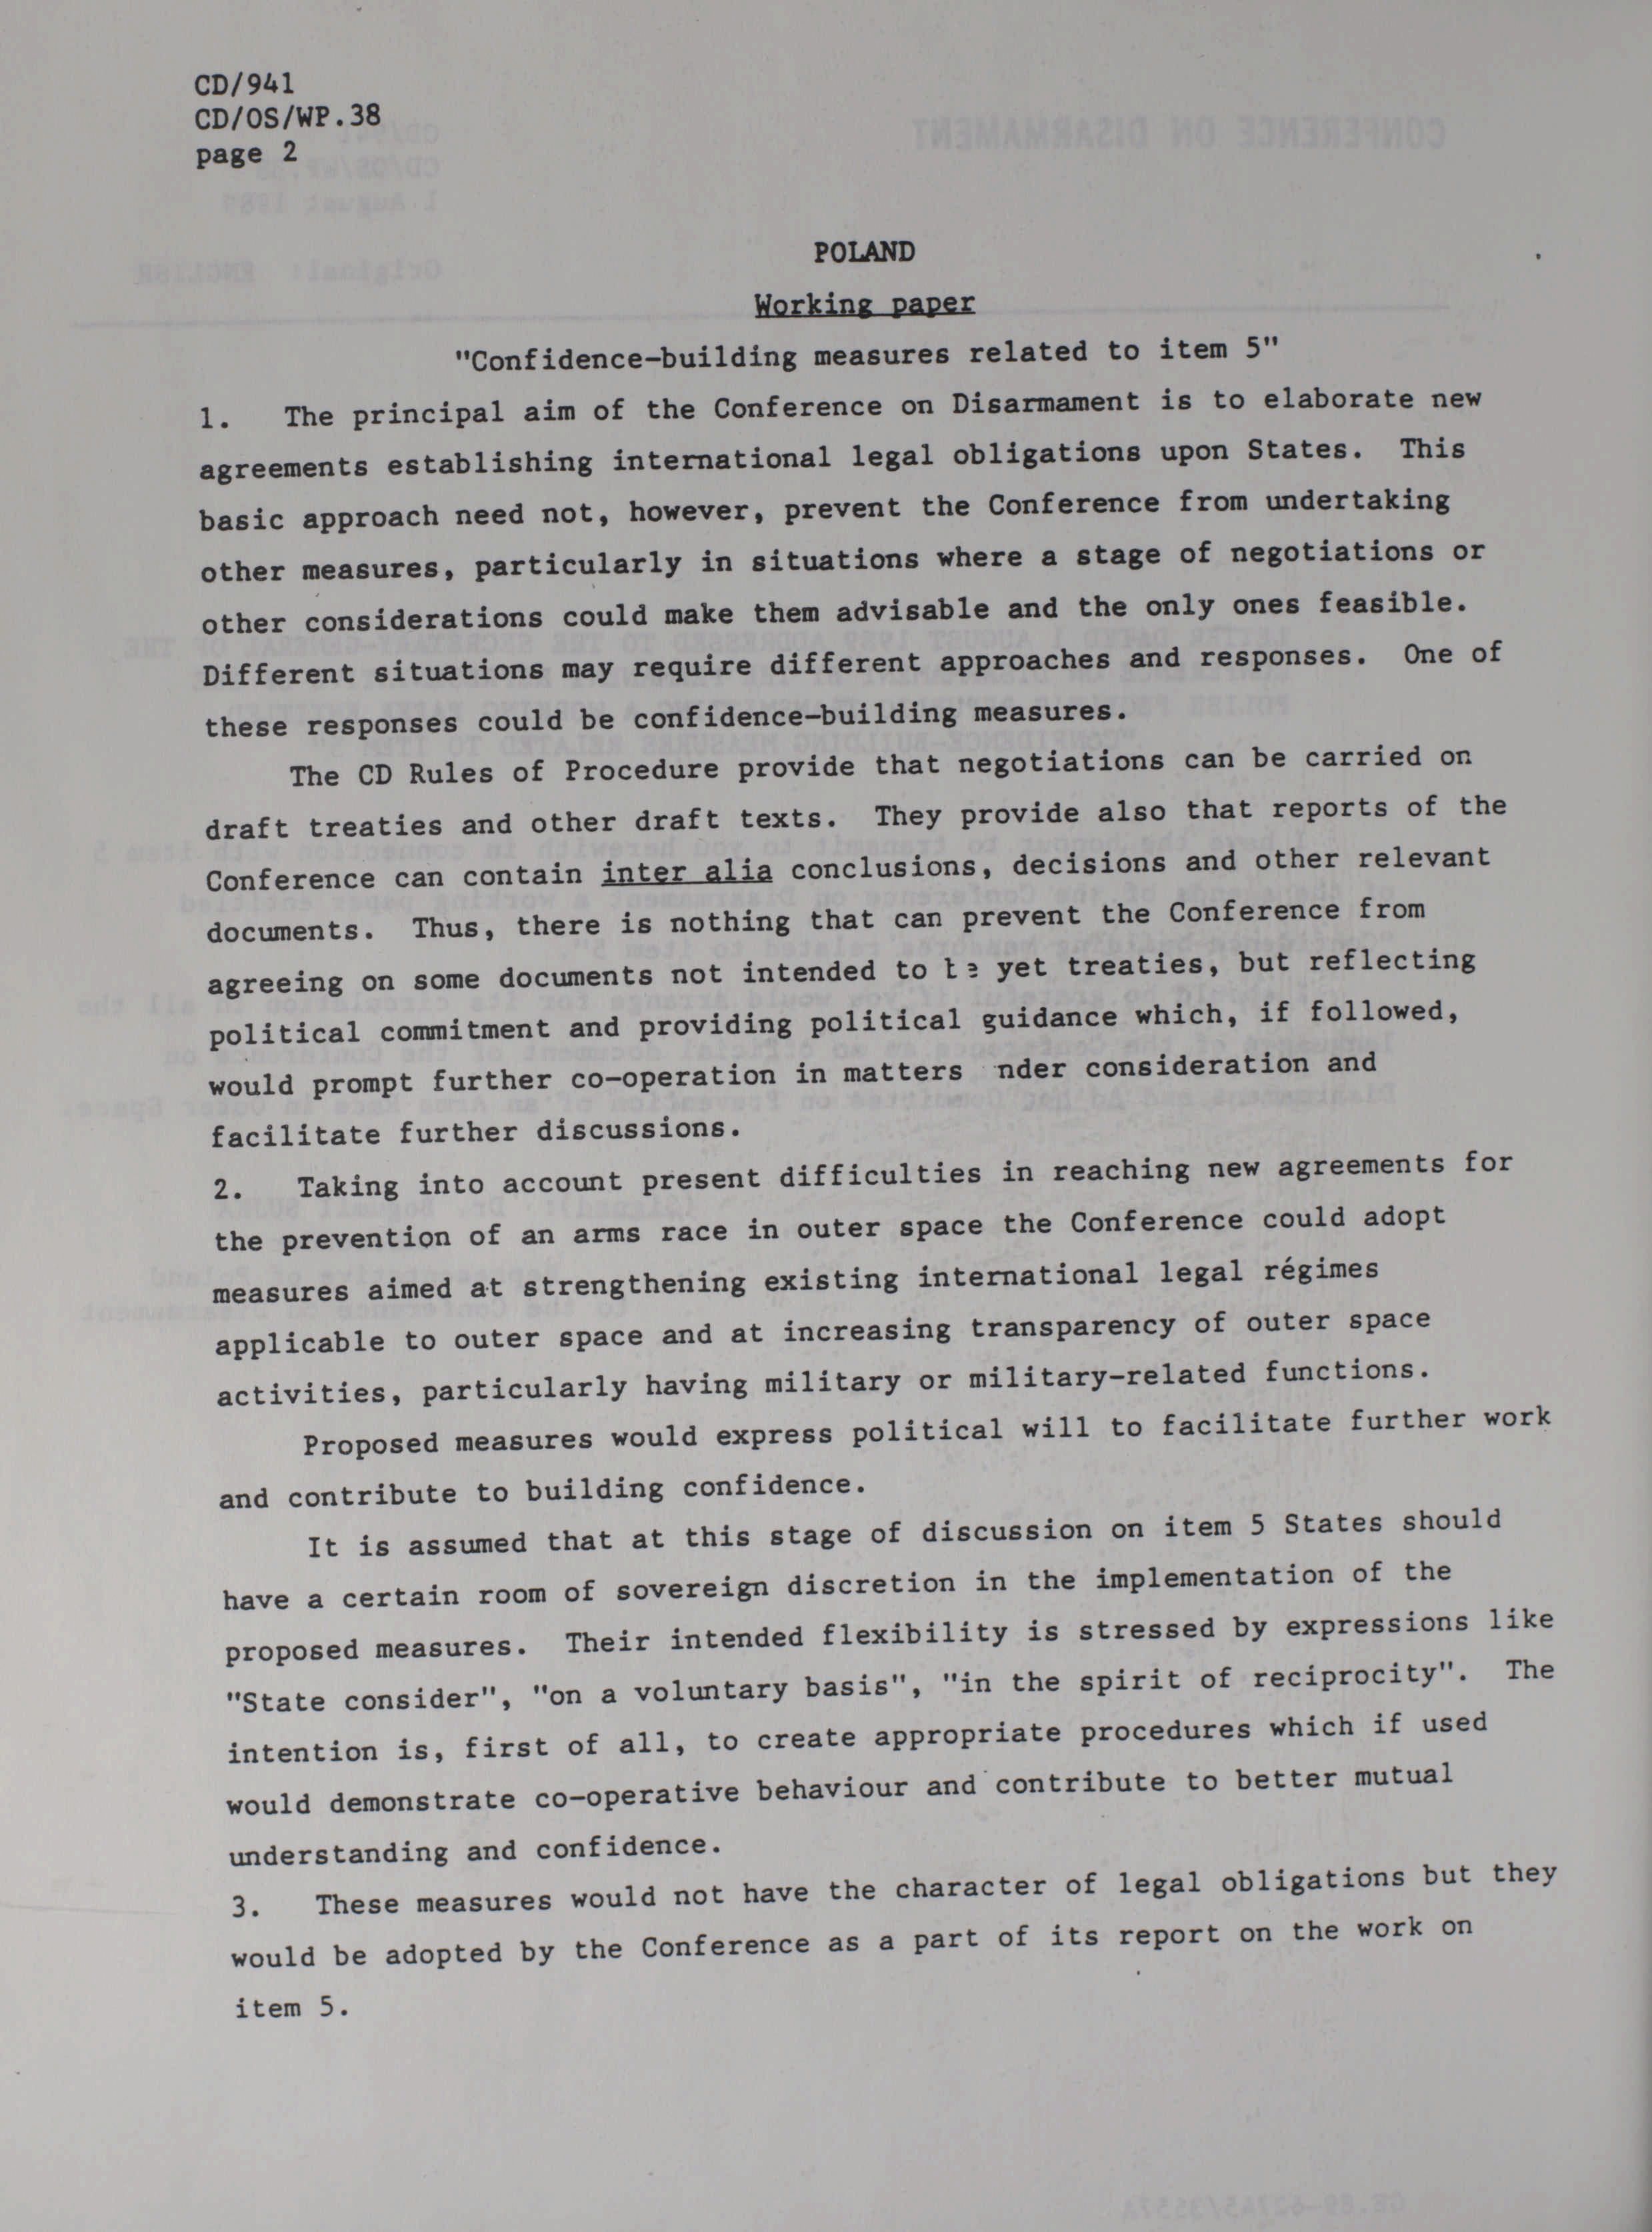 CD/941
CD/OS/WP.38
page 2
POLAND
Working paper
"Confidence-building measures related to item 5"
1. The principal aim of the Conference on Disarmament is to elaborate new
agreements establishing international legal obligations upon States. This
basic approach need not, however, prevent the Conference from undertaking
other measures, particularly in situations where a stage of negotiations or
other considerations could make them advisable and the only ones feasible.
Different situations may require different approaches and responses. One of
these responses could be confidence-building measures.
The CD Rules of Procedure provide that negotiations can be carried on
draft treaties and other draft texts. They provide also that reports of the
Conference can contain inter alia conclusions, decisions and other relevant
documents. Thus, there is nothing that can prevent the Conference from
agreeing on some documents not intended to be yet treaties, but reflecting
political commitment and providing political guidance which, if followed,
would prompt further co-operation in matters nder consideration and
facilitate further discussions.
2. Taking into account present difficulties in reaching new agreements for
the prevention of an arms race in outer space the Conference could adopt
measures aimed at strengthening existing international legal régimes
applicable to outer space and at increasing transparency of outer space
activities, particularly having military or military-related functions.
Proposed measures would express political will to facilitate further work
and contribute to building confidence.
It is assumed that at this stage of discussion on item 5 States should
have a certain room of sovereign discretion in the implementation of the
proposed measures. Their intended flexibility is stressed by expressions like
"State consider", "on a voluntary basis", "in the spirit of reciprocity". The
intention is, first of all, to create appropriate procedures which if used
would demonstrate co-operative behaviour and contribute to better mutual
understanding and confidence.
3. These measures would not have the character of legal obligations but they
would be adopted by the Conference as a part of its report on the work on
item 5.